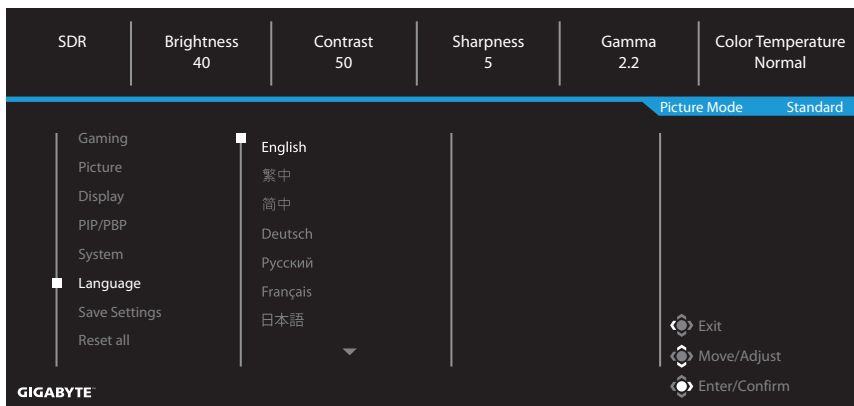 SDR
Brightness
40
Contrast
50
Sharpness
5
Gamma
2.2
Color Temperature
Normal
Picture Mode Standard
Gaming
Picture
Display
PIP/PBP
System
Language
Save Settings
Reset all
English
繁中
简中
Deutsch
Русский
Français
日本語
Exit
Move/Adjust
Enter/Confirm
GIGABYTE™